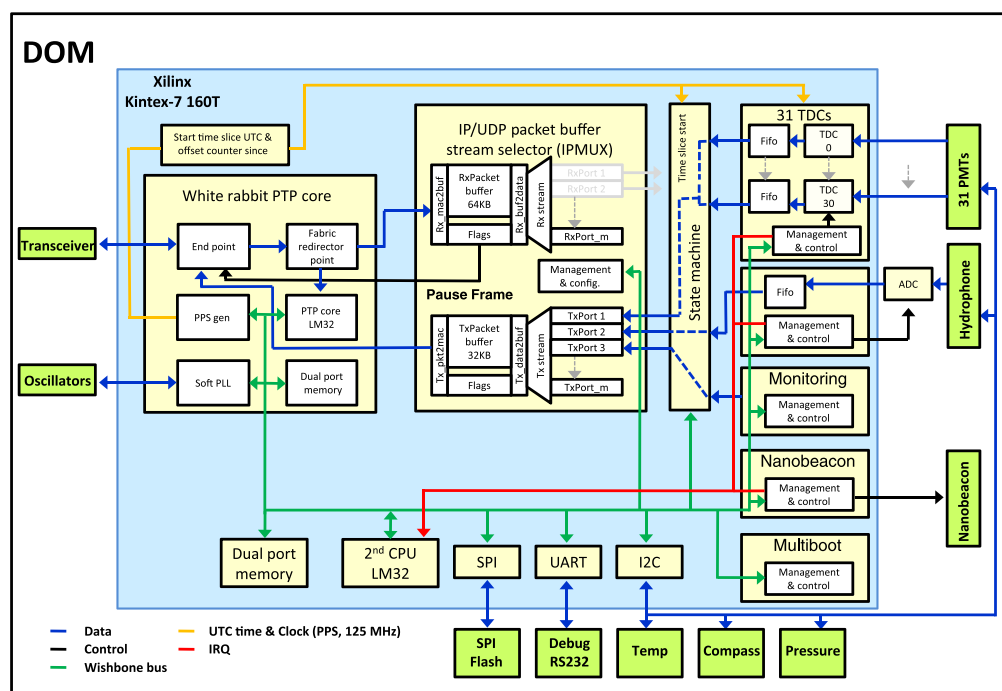 DOM
Xilinx
Kintex-7 160T
Start time slice UTC &
offset counter since
White rabbit PTP core
End point
Fabric
redirector
point
PPS gen
PTP core
LM32
Soft PLL
Dual port
memory
Transceiver
Oscillators
IP/UDP packet buffer
stream selector (IPMUX)
Rx_mac2buf
RxPacket
buffer
64KB
Flags
Rx_buf2data
Rx stream
RxPort 1
RxPort 2
RxPort_m
Management
& config.
Pause Frame
Tx_pkt2mac
TxPacket
buffer
32KB
Flags
Tx_data2buf
Tx stream
TxPort 1
TxPort 2
TxPort 3
TxPort_m
Time slice start
State machine
31 TDCs
Fifo
TDC
0
Fifo
TDC
30
Management
& control
Fifo
Management
& control
ADC
Monitoring
Management
& control
Nanobeacon
Management
& control
Multiboot
Management
& control
31 PMTs
Hydrophone
Nanobeacon
Dual port
memory
2nd CPU
LM32
SPI
UART
I2C
SPI
Flash
Debug
RS232
Temp
Compass
Pressure
Data
Control
Wishbone bus
UTC time & Clock (PPS, 125 MHz)
IRQ